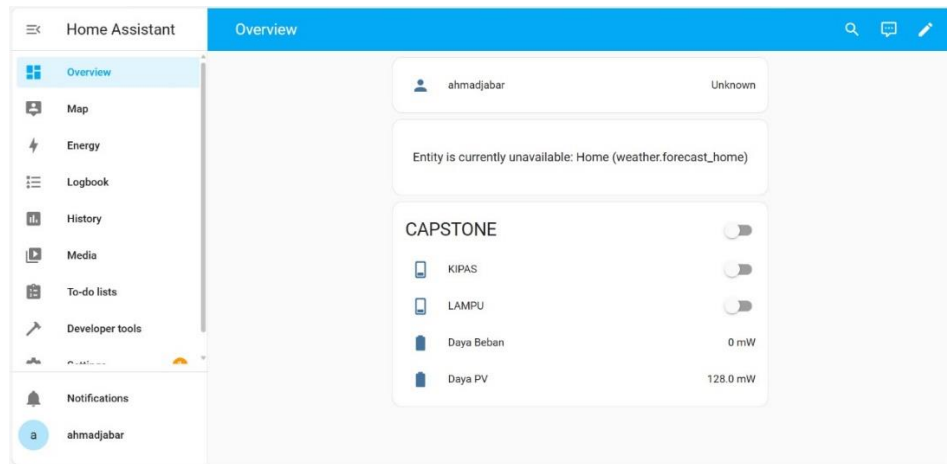 Home Assistant
Overview
Overview
Map
Energy
Logbook
History
Media
To-do lists
Developer tools
Settings
Notifications
a ahmadjabar
ahmadjabar Unknown
Entity is currently unavailable: Home (weather.forecast_home)
CAPSTONE
KIPAS
LAMPU
Daya Beban 0 mW
Daya PV 128.0 mW